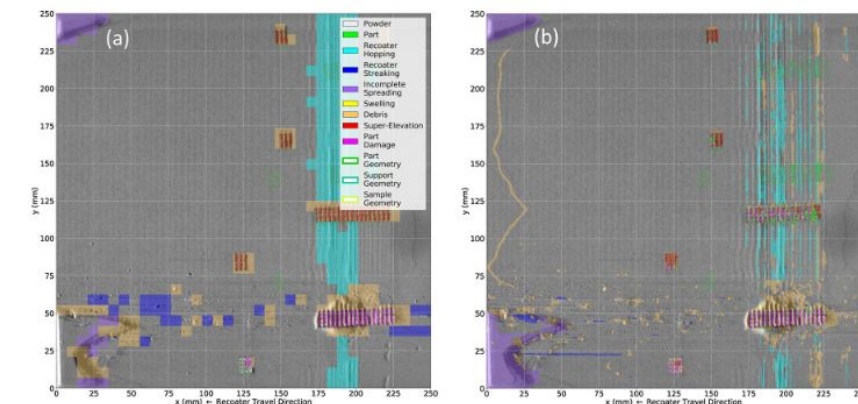 (a)
250
225
200
175
150
125
100
75
50
25
0
y (mm)
0 25 50 75 100 125 150 175 200 225 250
x (mm) ← Recoater Travel Direction
Powder
Part
Recoater
Hopping
Recoater
Streaking
Incomplete
Spreading
Swelling
Debris
Super-Elevation
Part
Damage
Part
Geometry
Support
Geometry
Sample
Geometry
(b)
250
225
200
175
150
125
100
75
50
25
0
y (mm)
0 25 50 75 100 125 150 175 200 225 250
x (mm) ← Recoater Travel Direction